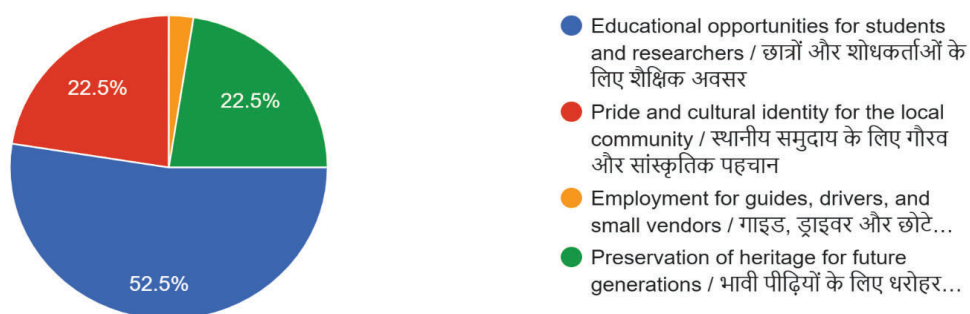 22.5%
22.5%
52.5%
Educational opportunities for students
and researchers / छात्रों और शोधकर्ताओं के
लिए शैक्षिक अवसर
Pride and cultural identity for the local
community / स्थानीय समुदाय के लिए गौरव
और सांस्कृतिक पहचान
Employment for guides, drivers, and
small vendors / गाइड, ड्राइवर और छोटे…
Preservation of heritage for future
generations / भावी पीढ़ियों के लिए धरोहर…